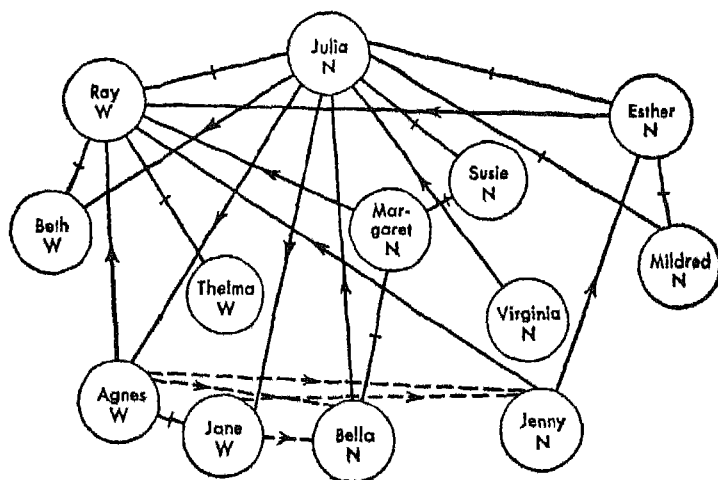 Julia
N
Ray
W
Esther
N
Susie
N
Beth
W
Mar-
garet
N
Mildred
N
Thelma
W
Virginia
N
Agnes
W
Jane
W
Bella
N
Jenny
N